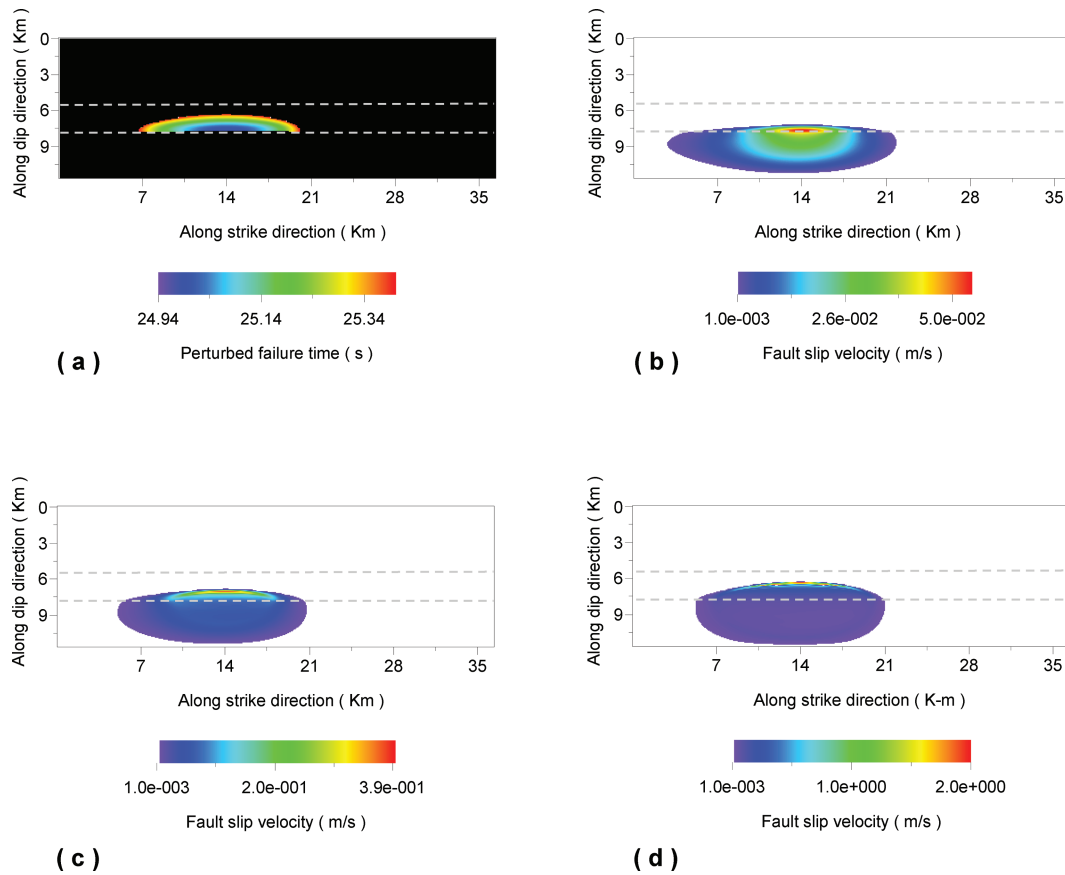 Along dip direction ( Km )
0
3
6
9
7 14 21 28 35
Along strike direction ( Km )
24.94 25.14 25.34
Perturbed failure time ( s )
( a )
Along dip direction ( Km )
0
3
6
9
7 14 21 28 35
Along strike direction ( Km )
1.0e-003 2.6e-002 5.0e-002
Fault slip velocity ( m/s )
( b )
Along dip direction ( Km )
0
3
6
9
7 14 21 28 35
Along strike direction ( Km )
1.0e-003 2.0e-001 3.9e-001
Fault slip velocity ( m/s )
( c )
Along dip direction ( Km )
0
3
6
9
7 14 21 28 35
Along strike direction ( K-m )
1.0e-003 1.0e+000 2.0e+000
Fault slip velocity ( m/s )
( d )